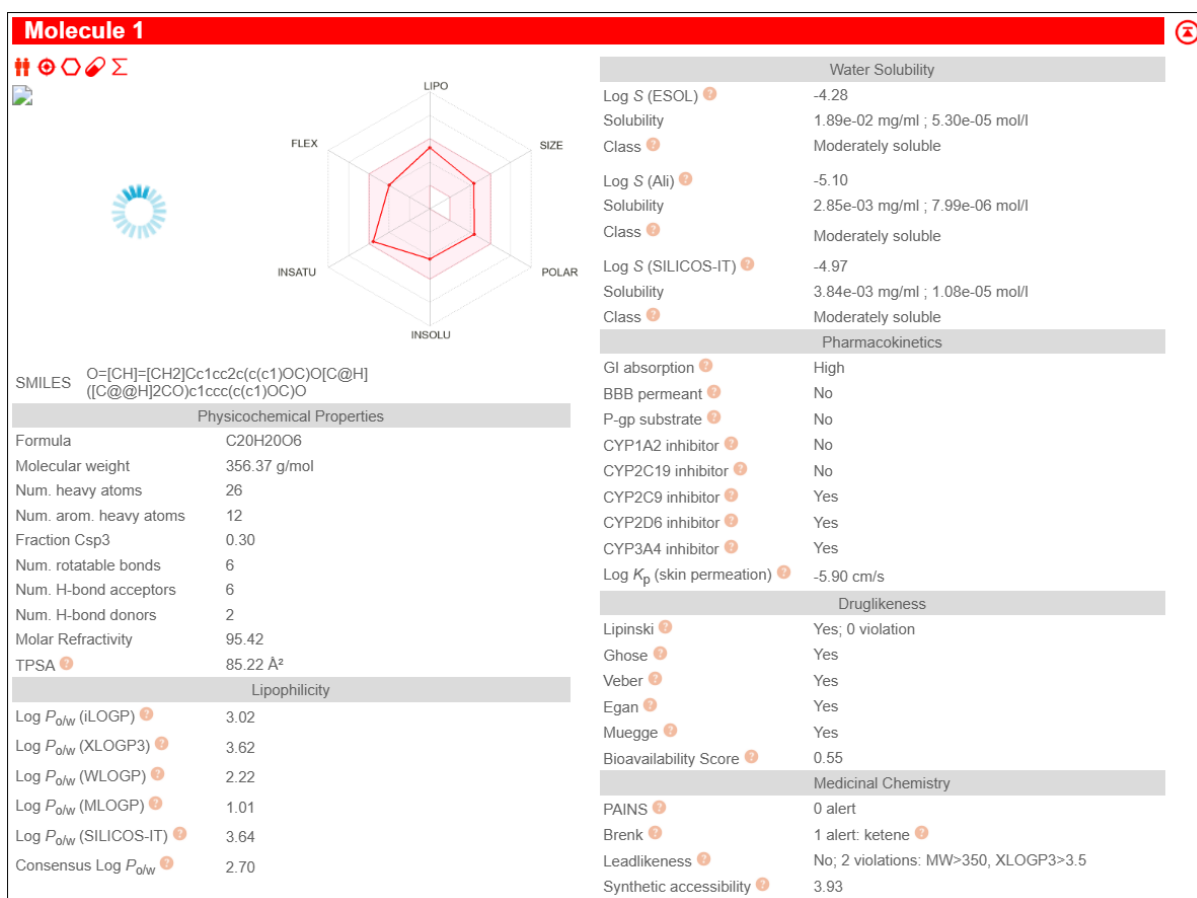 Molecule 1
LIPO
SIZE
POLAR
INSOLU
INSATU
FLEX
SMILES O=[CH]=[CH2]Cc1cc2c(c(c1)OC)O[C@H]
([C@@H]2CO)c1ccc(c(c1)OC)O
Physicochemical Properties
Formula C20H20O6
Molecular weight 356.37 g/mol
Num. heavy atoms 26
Num. arom. heavy atoms 12
Fraction Csp3 0.30
Num. rotatable bonds 6
Num. H-bond acceptors 6
Num. H-bond donors 2
Molar Refractivity 95.42
TPSA ? 85.22 Å²
Lipophilicity
Log Po/w (iLOGP) ? 3.02
Log Po/w (XLOGP3) ? 3.62
Log Po/w (WLOGP) ? 2.22
Log Po/w (MLOGP) ? 1.01
Log Po/w (SILICOS-IT) ? 3.64
Consensus Log Po/w ? 2.70
Water Solubility
Log S (ESOL) ? -4.28
Solubility 1.89e-02 mg/ml ; 5.30e-05 mol/l
Class ? Moderately soluble
Log S (Ali) ? -5.10
Solubility 2.85e-03 mg/ml ; 7.99e-06 mol/l
Class ? Moderately soluble
Log S (SILICOS-IT) ? -4.97
Solubility 3.84e-03 mg/ml ; 1.08e-05 mol/l
Class ? Moderately soluble
Pharmacokinetics
GI absorption ? High
BBB permeant ? No
P-gp substrate ? No
CYP1A2 inhibitor ? No
CYP2C19 inhibitor ? No
CYP2C9 inhibitor ? Yes
CYP2D6 inhibitor ? Yes
CYP3A4 inhibitor ? Yes
Log Kp (skin permeation) ? -5.90 cm/s
Druglikeness
Lipinski ? Yes; 0 violation
Ghose ? Yes
Veber ? Yes
Egan ? Yes
Muegge ? Yes
Bioavailability Score ? 0.55
Medicinal Chemistry
PAINS ? 0 alert
Brenk ? 1 alert: ketene ?
Leadlikeness ? No; 2 violations: MW>350, XLOGP3>3.5
Synthetic accessibility ? 3.93